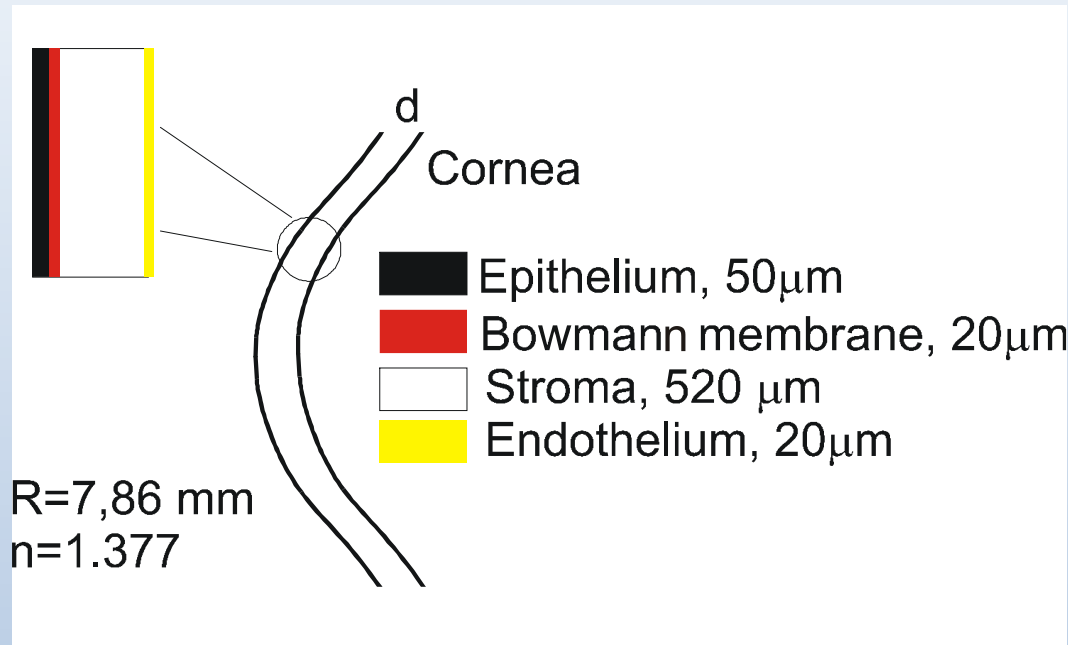 d
Cornea
Epithelium, 50μm
Bowmann membrane, 20μm
Stroma, 520 μm
Endothelium, 20μm
R=7,86 mm
n=1.377